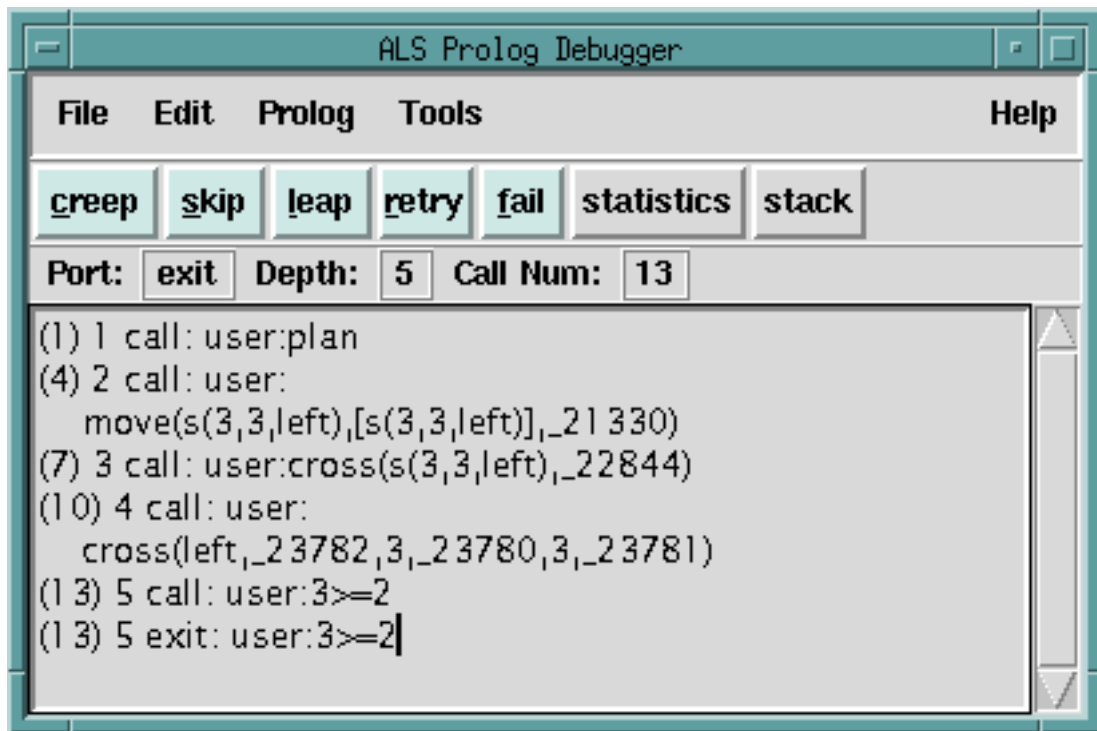 ALS Prolog Debugger
File Edit Prolog Tools Help
creep skip leap retry fail statistics stack
Port: exit Depth: 5 Call Num: 13
(1) 1 call: user:plan
(4) 2 call: user:
move(s(3,3,left),[s(3,3,left)],_21330)
(7) 3 call: user:cross(s(3,3,left),_22844)
(10) 4 call: user:
cross(left,_23782,3,_23780,3,_23781)
(13) 5 call: user:3>=2
(13) 5 exit: user:3>=2